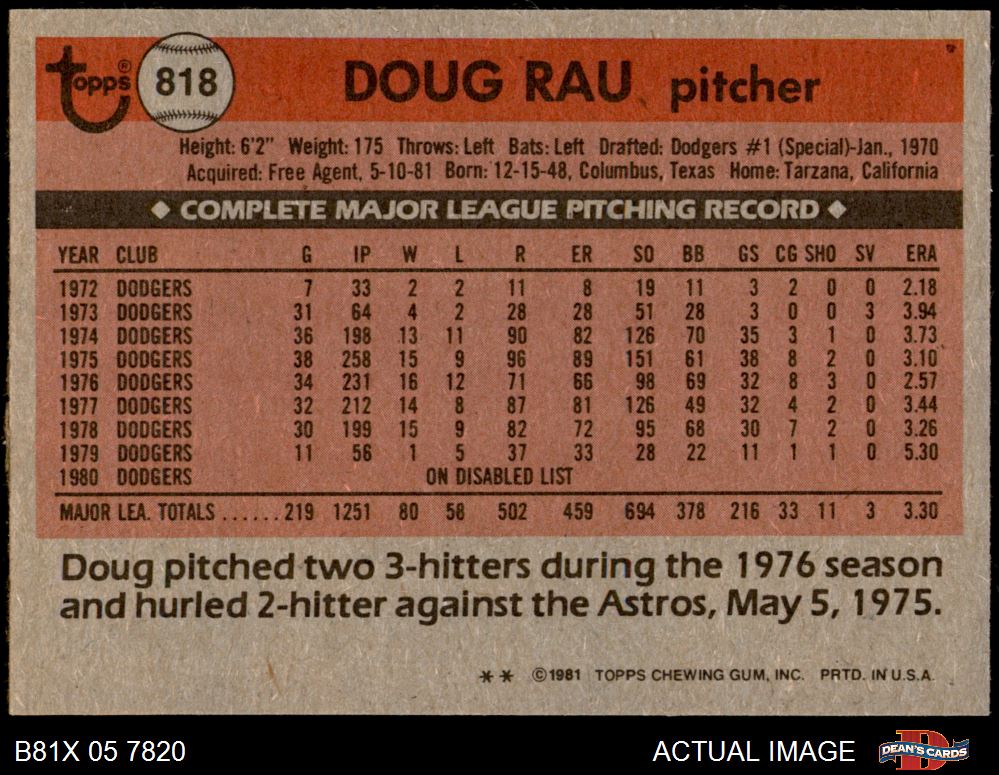 topps® 818 DOUG RAU pitcher
Height: 6'2" Weight: 175 Throws: Left Bats: Left Drafted: Dodgers #1 (Special)-Jan., 1970
Acquired: Free Agent, 5-10-81 Born: 12-15-48, Columbus, Texas Home: Tarzana, California
◆ COMPLETE MAJOR LEAGUE PITCHING RECORD ◆
YEAR CLUB G IP W L R ER SO BB GS CG SHO SV ERA
1972 DODGERS 7 33 2 2 11 8 19 11 3 2 0 0 2.18
1973 DODGERS 31 64 4 2 28 28 51 28 3 0 0 3 3.94
1974 DODGERS 36 198 13 11 90 82 126 70 35 3 1 0 3.73
1975 DODGERS 38 258 15 9 96 89 151 61 38 8 2 0 3.10
1976 DODGERS 34 231 16 12 71 66 98 69 32 8 3 0 2.57
1977 DODGERS 32 212 14 8 87 81 126 49 32 4 2 0 3.44
1978 DODGERS 30 199 15 9 82 72 95 68 30 7 2 0 3.26
1979 DODGERS 11 56 1 5 37 33 28 22 11 1 1 0 5.30
1980 DODGERS ON DISABLED LIST
MAJOR LEA. TOTALS ......219 1251 80 58 502 459 694 378 216 33 11 3 3.30
Doug pitched two 3-hitters during the 1976 season
and hurled 2-hitter against the Astros, May 5, 1975.
** ©1981 TOPPS CHEWING GUM, INC. PRTD. IN U.S.A.
B81X 05 7820 ACTUAL IMAGE DEAN'S CARDS